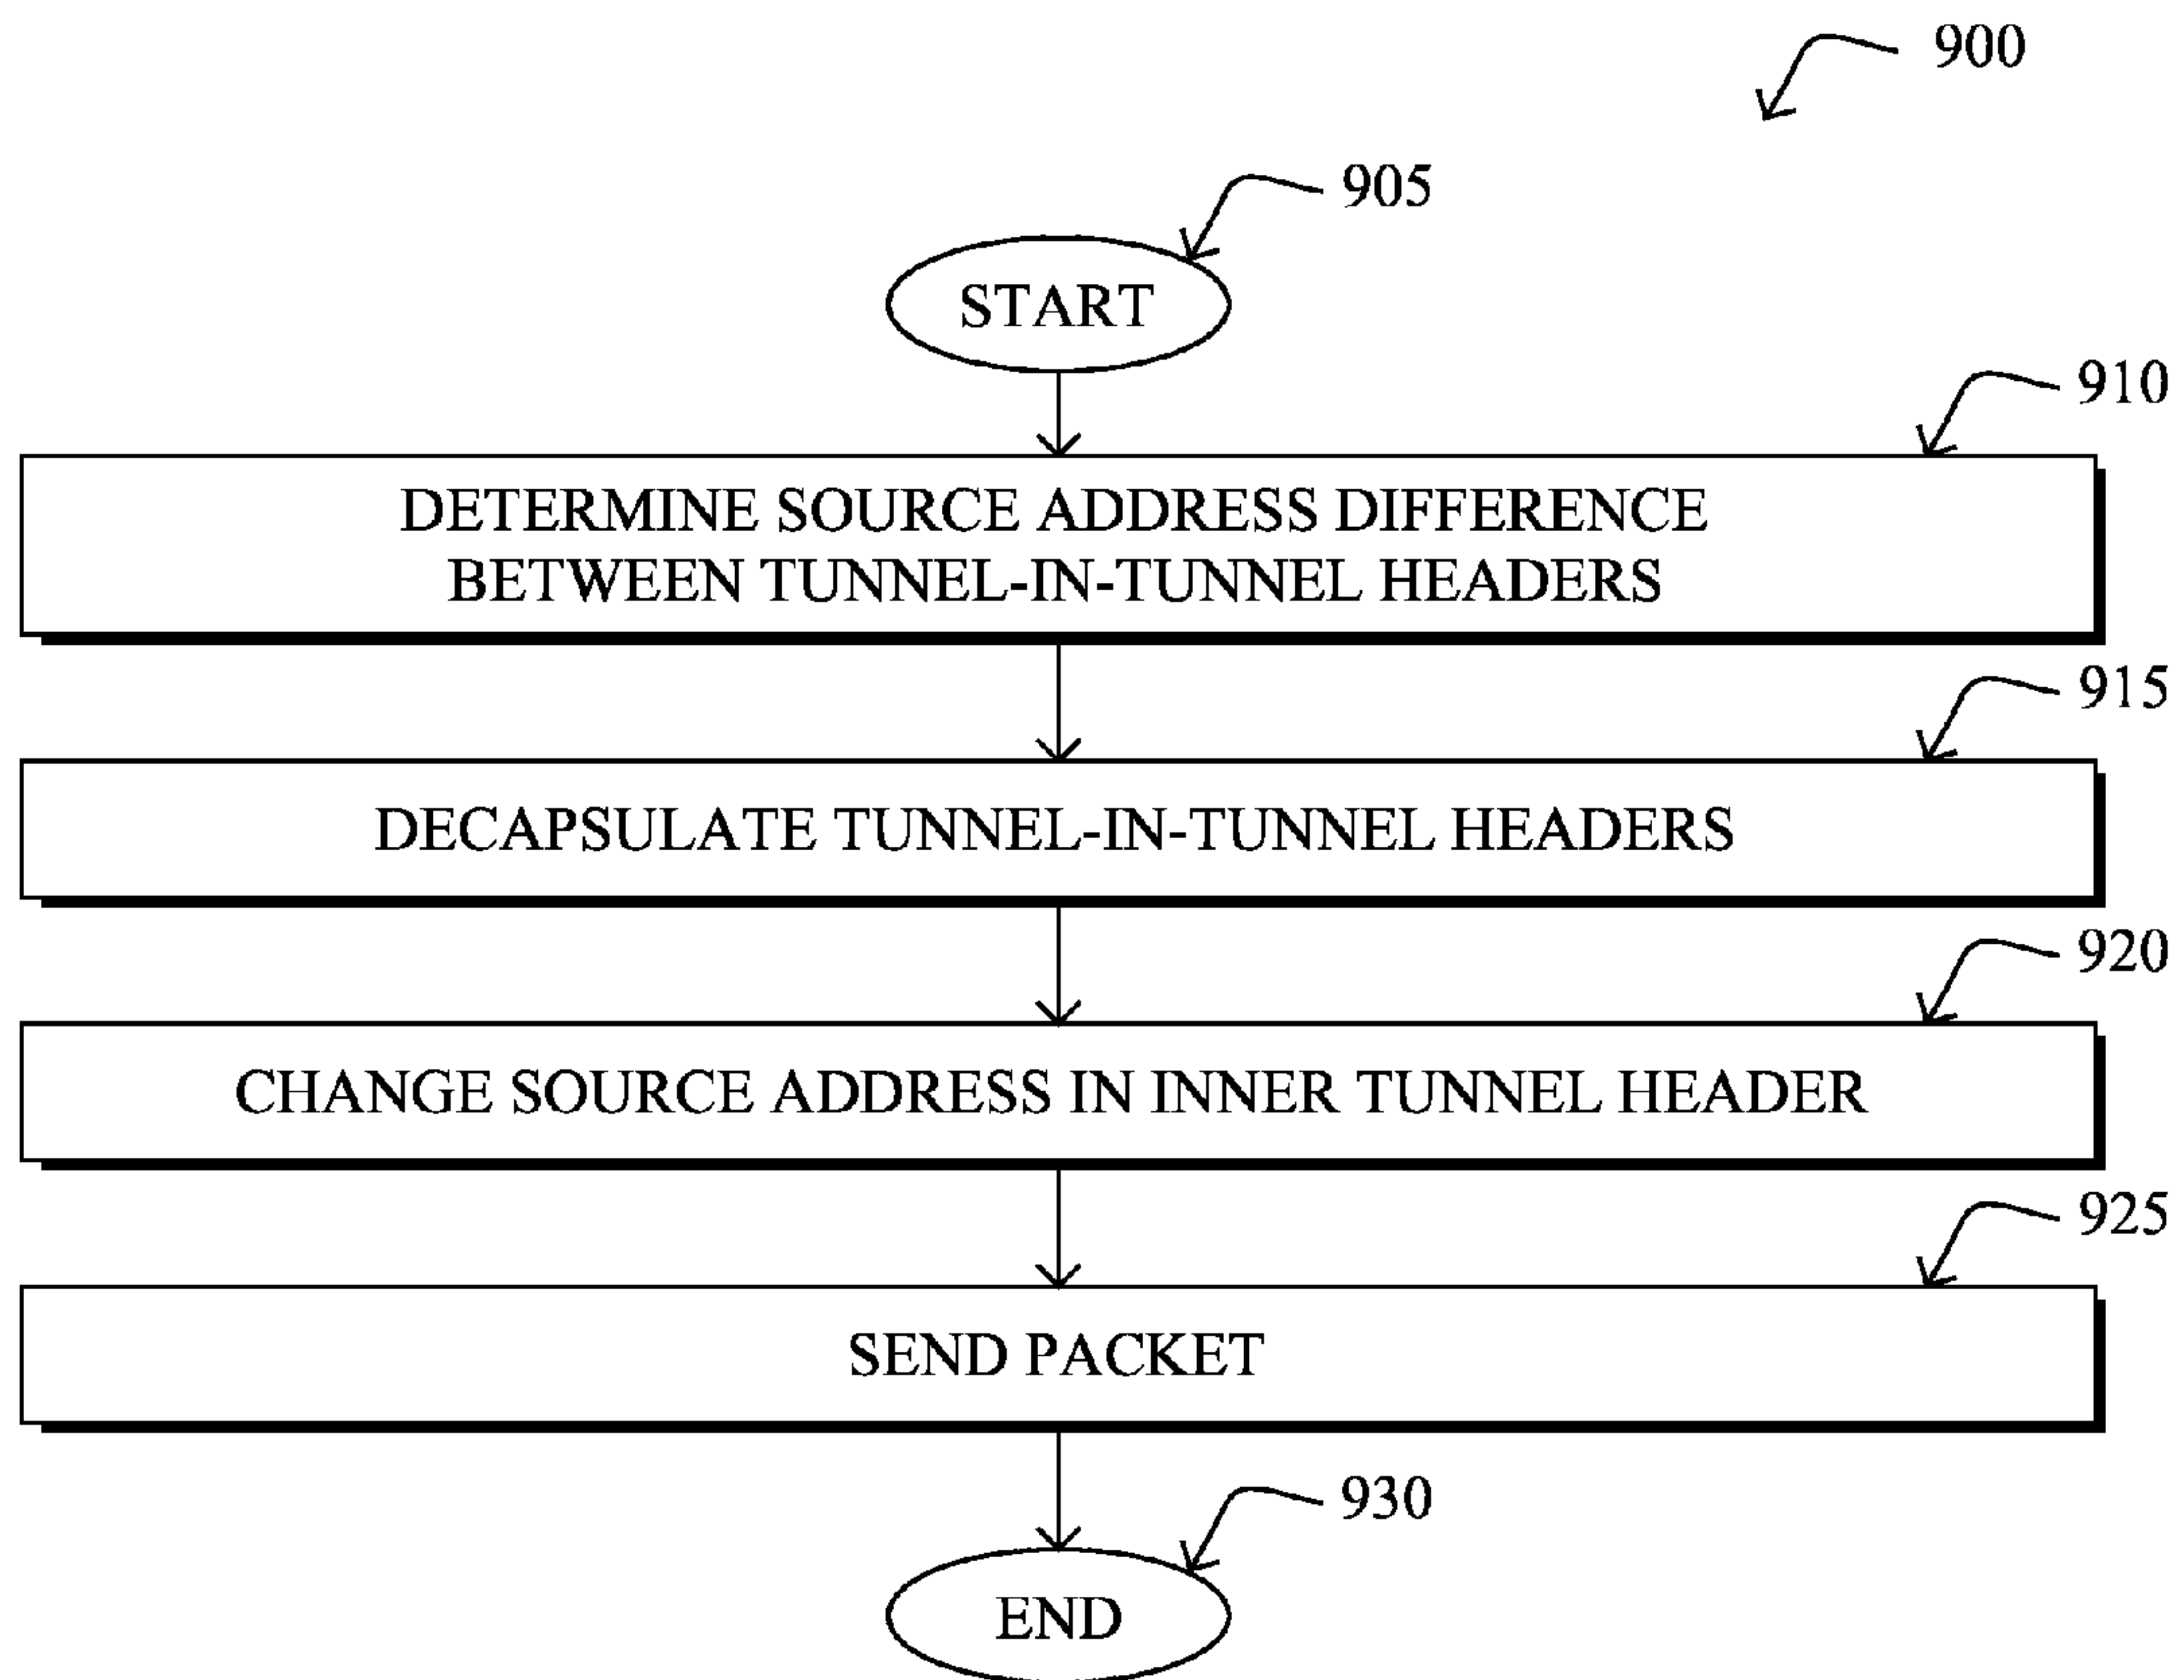 900
905
START
910
DETERMINE SOURCE ADDRESS DIFFERENCE
BETWEEN TUNNEL-IN-TUNNEL HEADERS
915
DECAPSULATE TUNNEL-IN-TUNNEL HEADERS
920
CHANGE SOURCE ADDRESS IN INNER TUNNEL HEADER
925
SEND PACKET
930
END